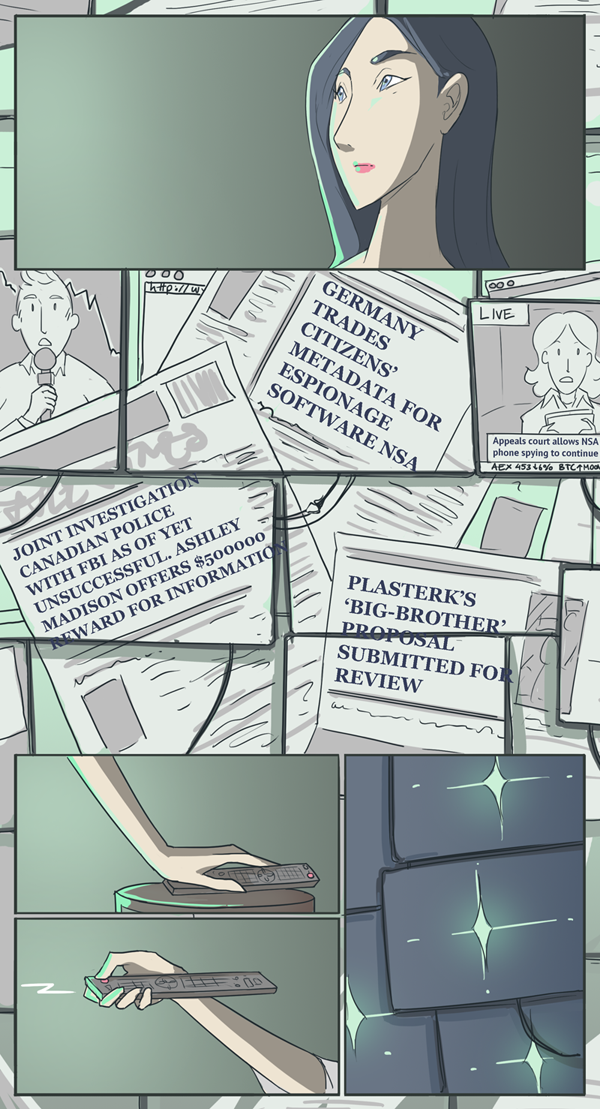 http://w
GERMANY
TRADES
CITIZENS'
METADATA FOR
ESPIONAGE
SOFTWARE NSA
LIVE
Appeals court allows NSA
phone spying to continue
AEX 453 ↓6% BTC↑MOON
JOINT INVESTIGATION
CANADIAN POLICE
WITH FBI AS OF YET
UNSUCCESSFUL. ASHLEY
MADISON OFFERS $500000
REWARD FOR INFORMATION
PLASTERK'S
'BIG-BROTHER'
PROPOSAL
SUBMITTED FOR
REVIEW